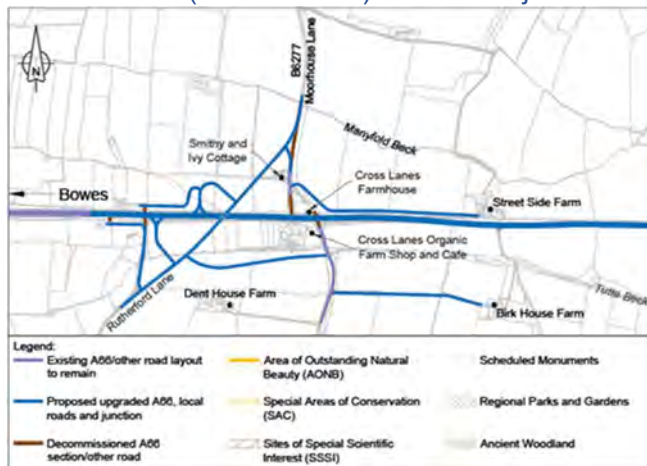 N
B6277
Moorhouse Lane
Manyfold Beck
Smithy and
Ivy Cottage
Cross Lanes
Farmhouse
Bowes
Street Side Farm
Cross Lanes Organic
Farm Shop and Cafe
Rutherford Lane
Dent House Farm
Tutta Beck
Birk House Farm
Legend:
Existing A66/other road layout
to remain
Proposed upgraded A66, local
roads and junction
Decommissioned A66
section/other road
Area of Outstanding Natural
Beauty (AONB)
Special Areas of Conservation
(SAC)
Sites of Special Scientific
Interest (SSSI)
Scheduled Monuments
Regional Parks and Gardens
Ancient Woodland